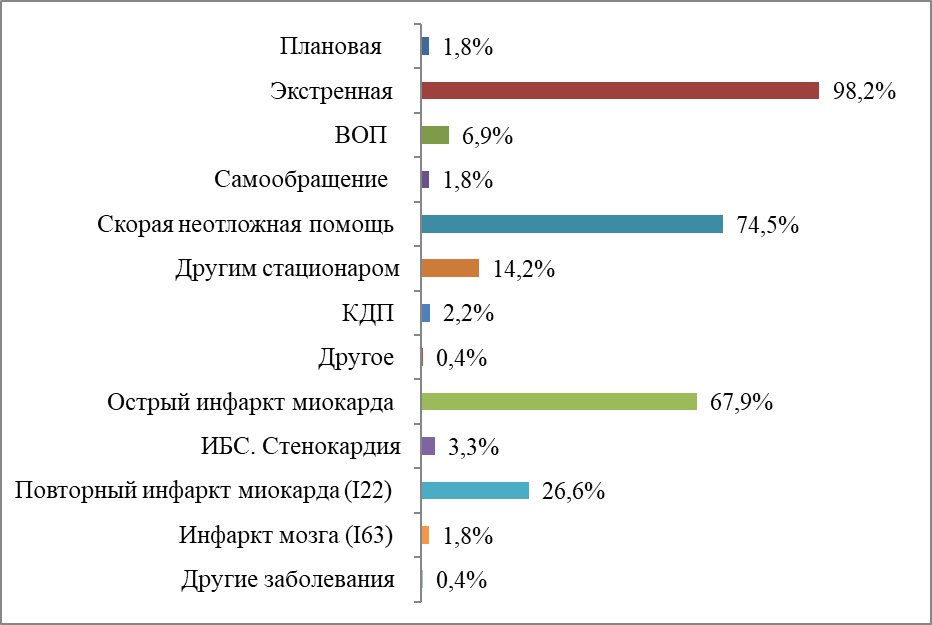 Плановая 1,8%
Экстренная 98,2%
ВОП 6,9%
Самообращение 1,8%
Скорая неотложная помощь 74,5%
Другим стационаром 14,2%
КДП 2,2%
Другое 0,4%
Острый инфаркт миокарда 67,9%
ИБС. Стенокардия 3,3%
Повторный инфаркт миокарда (I22) 26,6%
Инфаркт мозга (I63) 1,8%
Другие заболевания 0,4%